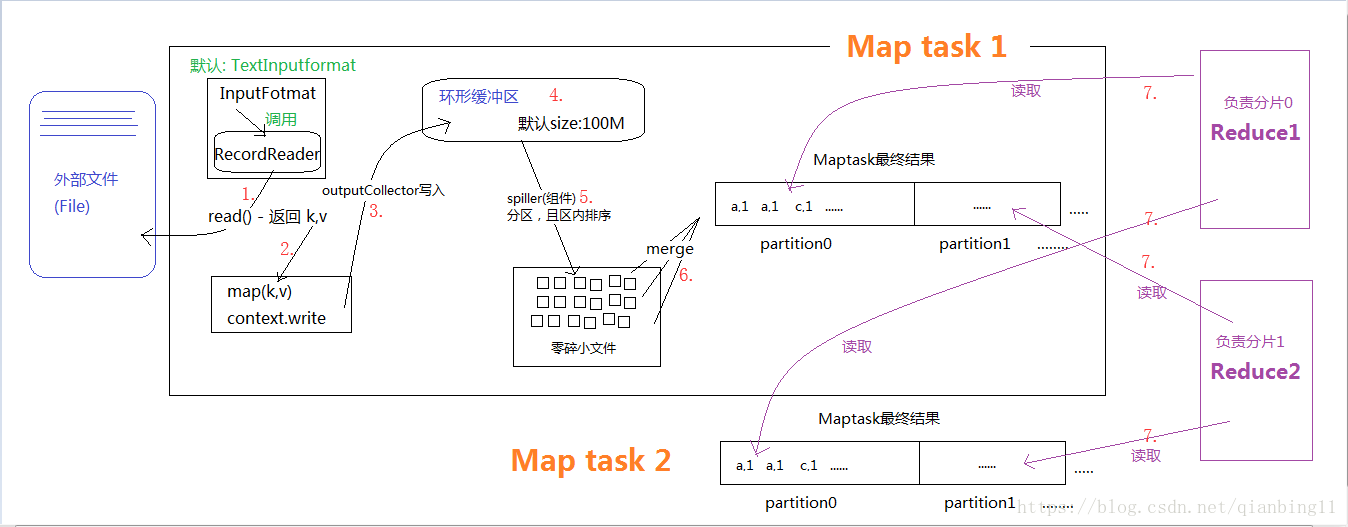 Map task 1
默认: TextInputformat
InputFotmat
调用
RecordReader
1.
read() - 返回 k,v
2.
map(k,v)
context.write
外部文件
(File)
outputCollector写入
3.
环形缓冲区
4.
默认size:100M
spiller(组件)
5.
分区，且区内排序
零碎小文件
merge
6.
Maptask最终结果
a,1 a,1 c,1 ......
......
.....
partition0
partition1
........
读取
7.
负责分片0
Reduce1
7.
读取
7.
读取
负责分片1
Reduce2
7.
读取
Map task 2
Maptask最终结果
a,1 a,1 c,1 ......
......
.....
partition0
partition1
........
https://blog.csdn.net/qianbing11